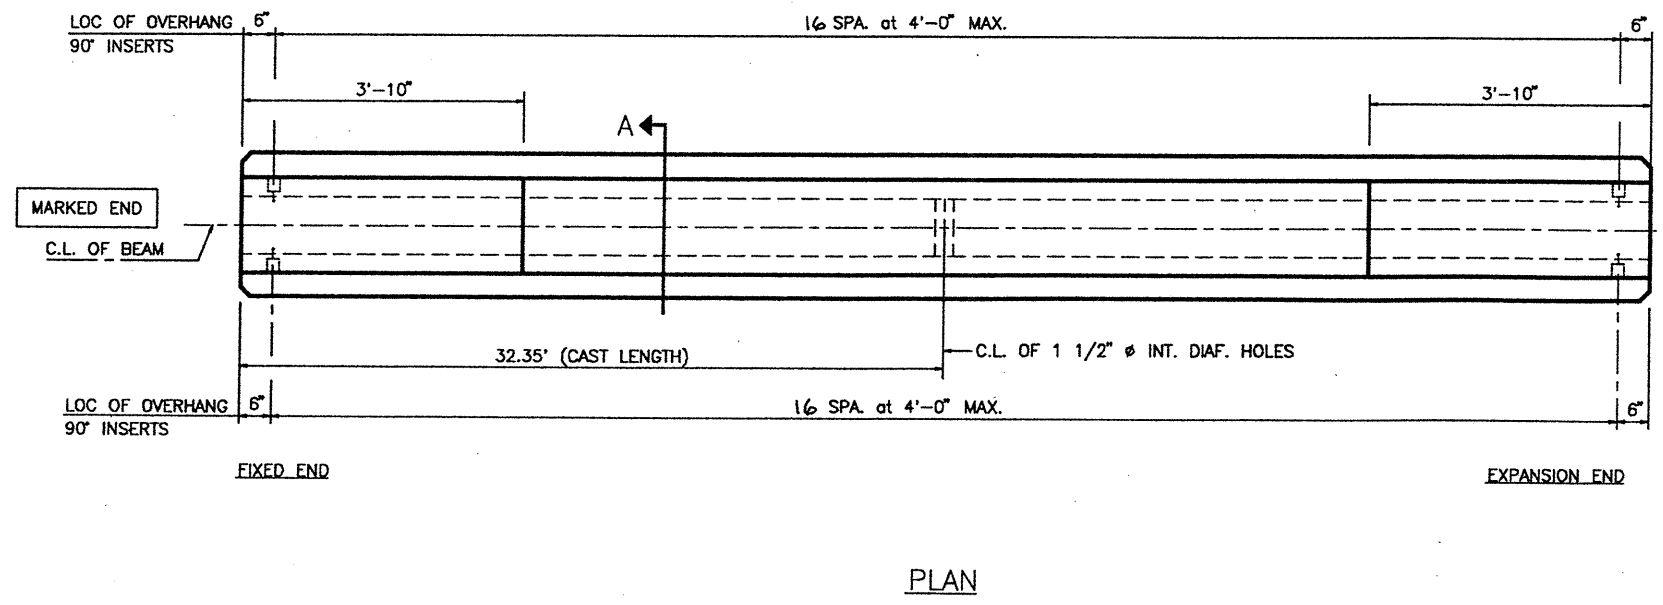 LOC OF OVERHANG 6" 16 SPA. at 4'-0" MAX. 6"
90° INSERTS
3'-10" 3'-10"
A
MARKED END
C.L. OF BEAM
32.35' (CAST LENGTH) C.L. OF 1 1/2" ø INT. DIAF. HOLES
LOC OF OVERHANG 6" 16 SPA. at 4'-0" MAX. 6"
90° INSERTS
FIXED END EXPANSION END
PLAN